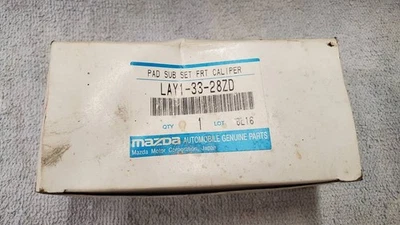 PAD SUB SET FRT CALIPER
LAY1-33-28ZD
QTY 1 LOT 0L16
mazda AUTOMOBILE GENUINE PARTS
Mazda Motor Corporation, Japan